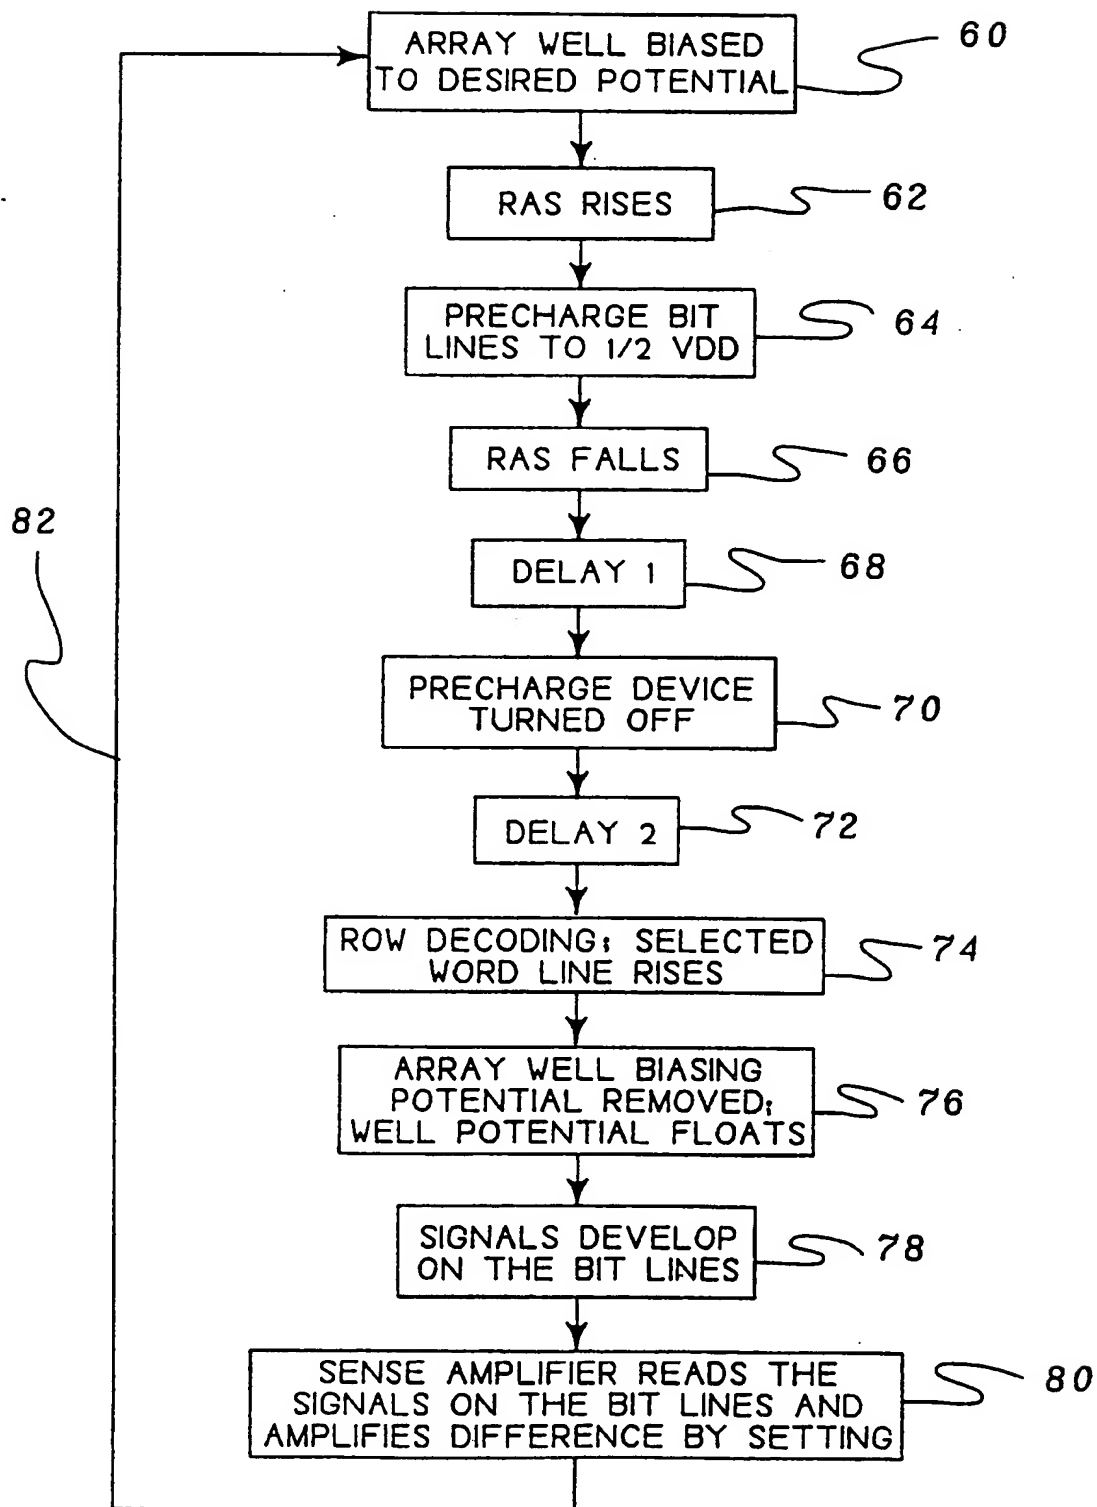 ARRAY WELL BIASED
TO DESIRED POTENTIAL
60
RAS RISES
62
PRECHARGE BIT
LINES TO 1/2 VDD
64
RAS FALLS
66
82
DELAY 1
68
PRECHARGE DEVICE
TURNED OFF
70
DELAY 2
72
ROW DECODING; SELECTED
WORD LINE RISES
74
ARRAY WELL BIASING
POTENTIAL REMOVED;
WELL POTENTIAL FLOATS
76
SIGNALS DEVELOP
ON THE BIT LINES
78
SENSE AMPLIFIER READS THE
SIGNALS ON THE BIT LINES AND
AMPLIFIES DIFFERENCE BY SETTING
80